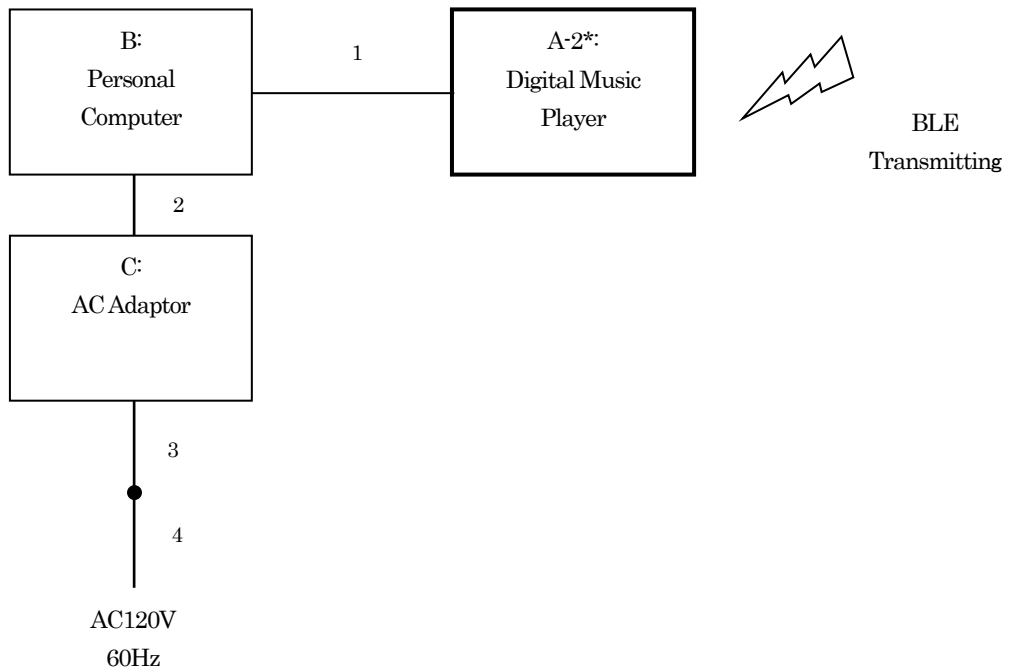 B:
Personal
Computer
1
A-2*:
Digital Music
Player
BLE
Transmitting
2
C:
AC Adaptor
3
4
AC120V
60Hz